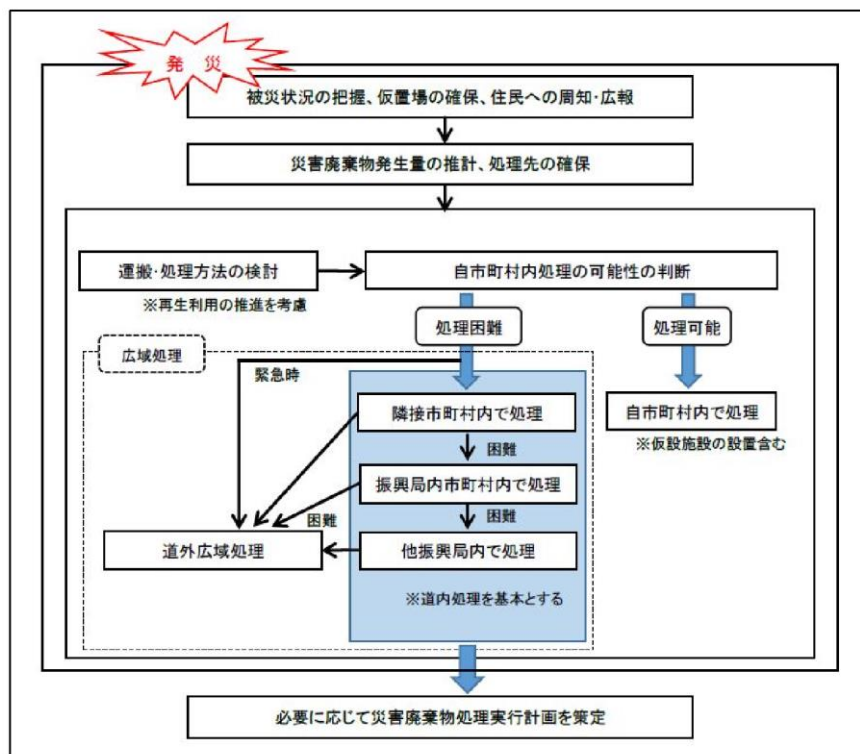 発 災
被災状況の把握、仮置場の確保、住民への周知･広報
災害廃棄物発生量の推計、処理先の確保
運搬･処理方法の検討
自市町村内処理の可能性の判断
※再生利用の推進を考慮
処理困難
処理可能
広域処理
緊急時
隣接市町村内で処理
自市町村内で処理
※仮設施設の設置含む
困難
振興局内市町村内で処理
困難
困難
道外広域処理
他振興局内で処理
※道内処理を基本とする
必要に応じて災害廃棄物処理実行計画を策定